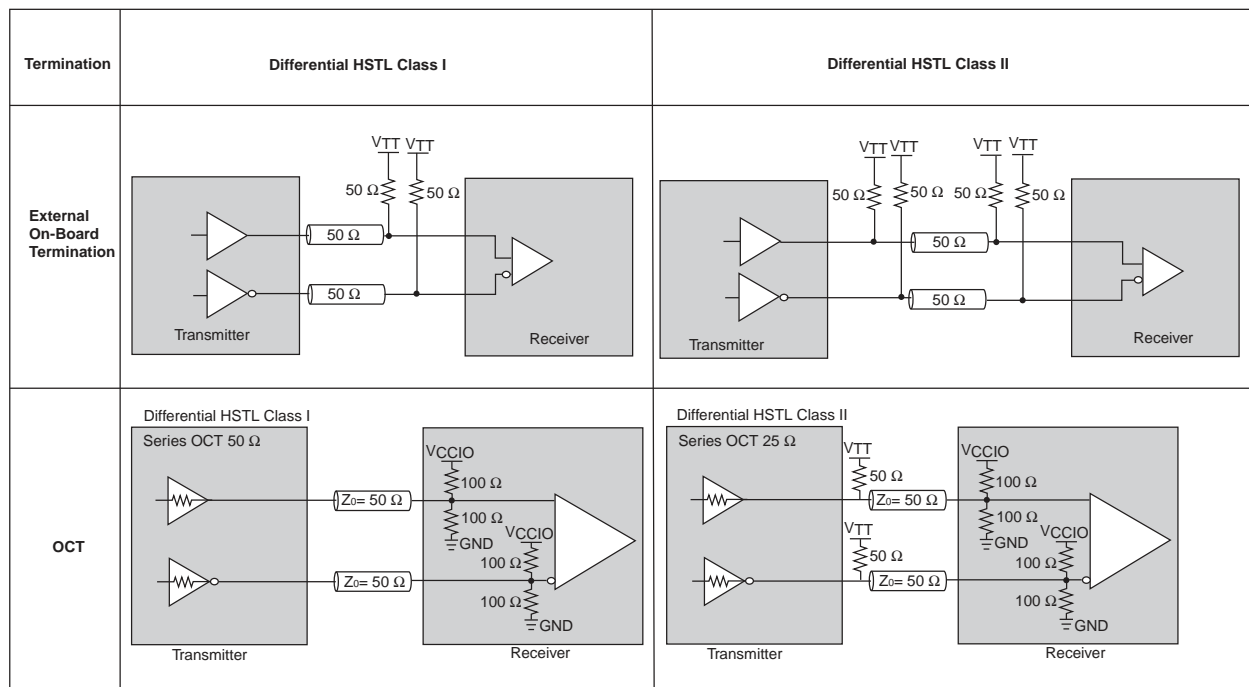 Termination
Differential HSTL Class I
Differential HSTL Class II
External
On-Board
Termination
VTT VTT
50 Ω 50 Ω
50 Ω
50 Ω
Transmitter
Receiver
VTT VTT VTT VTT
50 Ω 50 Ω 50 Ω 50 Ω
50 Ω
50 Ω
Transmitter
Receiver
OCT
Differential HSTL Class I
Series OCT 50 Ω
VCCIO
100 Ω
Z0= 50 Ω
100 Ω
VCCIO
GND
100 Ω
Z0= 50 Ω
100 Ω
GND
Transmitter
Receiver
Differential HSTL Class II
Series OCT 25 Ω
VTT
50 Ω
VCCIO
100 Ω
Z0= 50 Ω
100 Ω
VTT
VCCIO
GND
50 Ω
100 Ω
Z0= 50 Ω
100 Ω
GND
Transmitter
Receiver